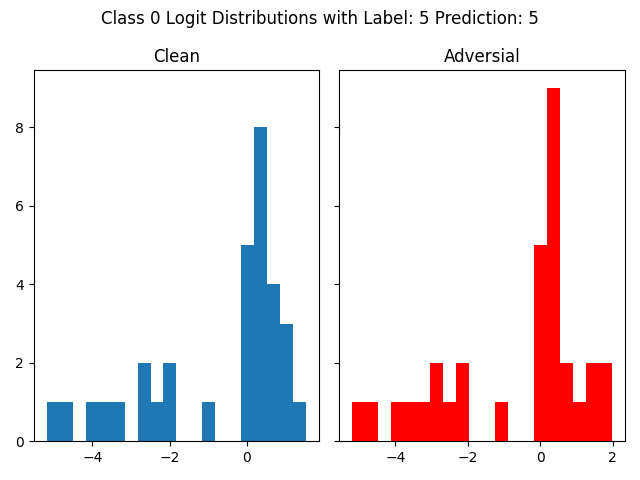 Class 0 Logit Distributions with Label: 5 Prediction: 5
Clean
Adversial
8
6
4
2
0
−4 −2 0
−4 −2 0 2